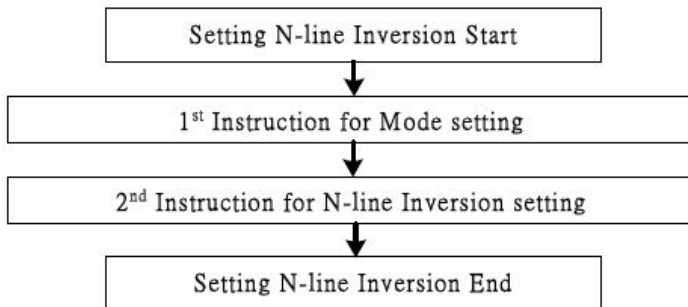 Setting N-line Inversion Start
1st Instruction for Mode setting
2nd Instruction for N-line Inversion setting
Setting N-line Inversion End